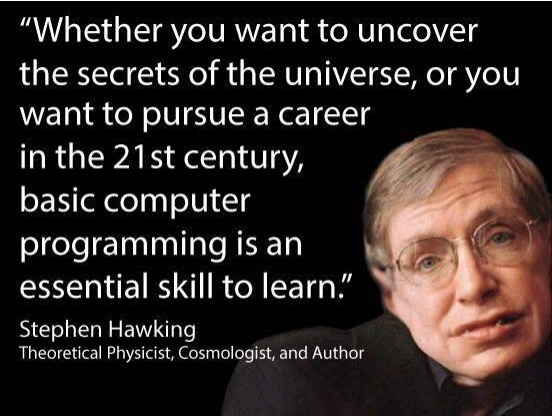 “Whether you want to uncover
the secrets of the universe, or you
want to pursue a career
in the 21st century,
basic computer
programming is an
essential skill to learn.”
Stephen Hawking
Theoretical Physicist, Cosmologist, and Author